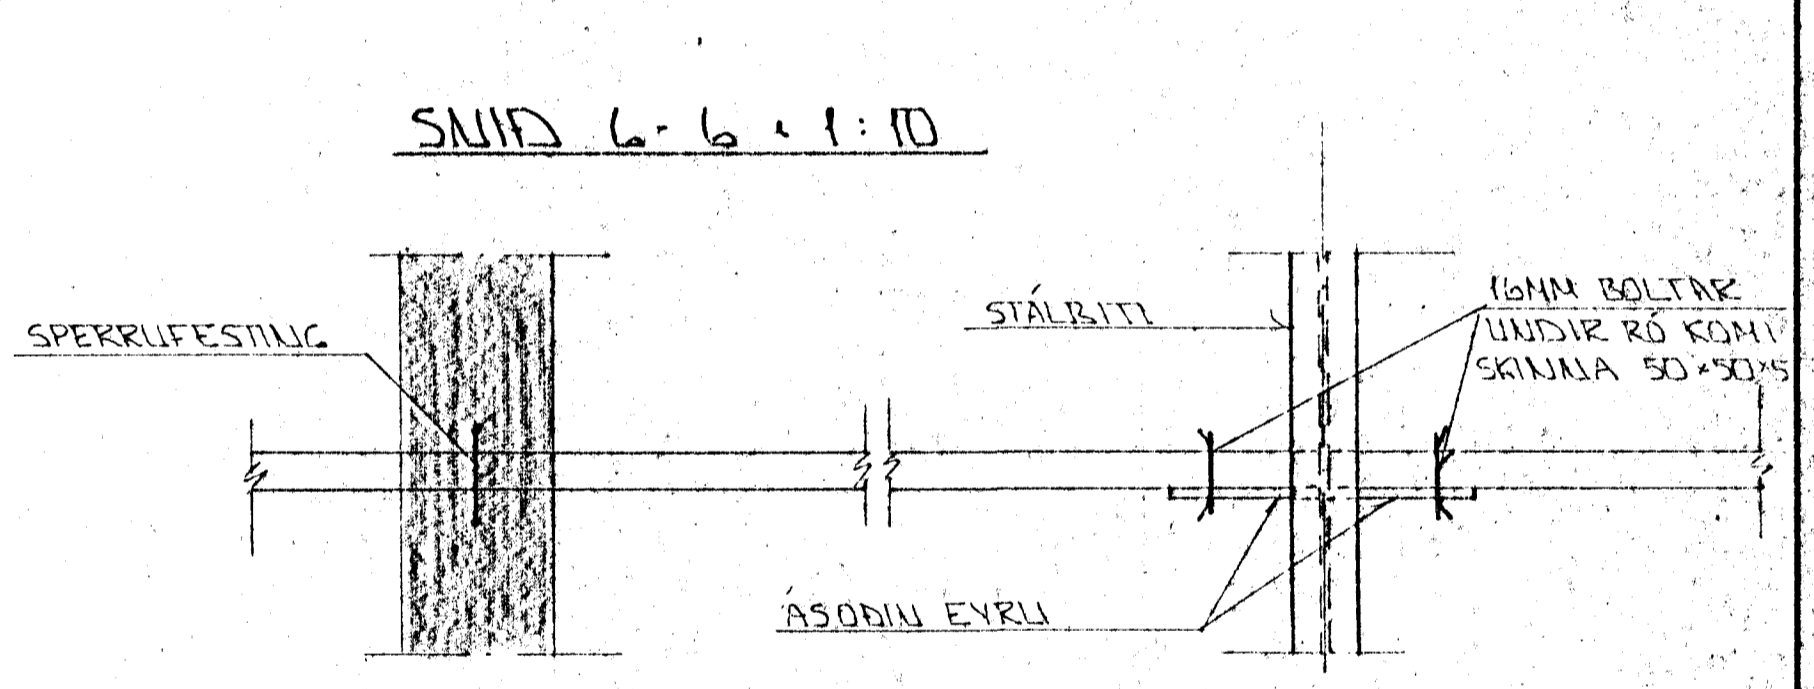 SNIÐ 6-6 · 1:10
SPERRUFESTING
STÁLBITI
16MM BOLTAR
UNDIR RÓ KOMI
SKINNA 50×50×5
ÁSOÐIN EYRU